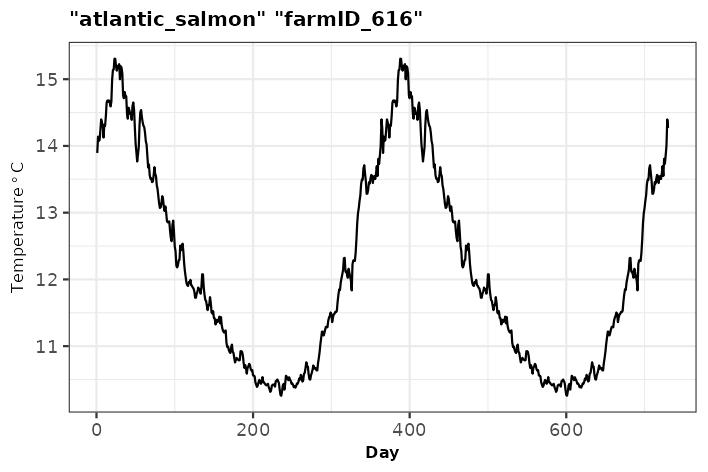 "atlantic_salmon" "farmID_616"
15
14
13
12
11
Temperature°C
0 200 400 600
Day